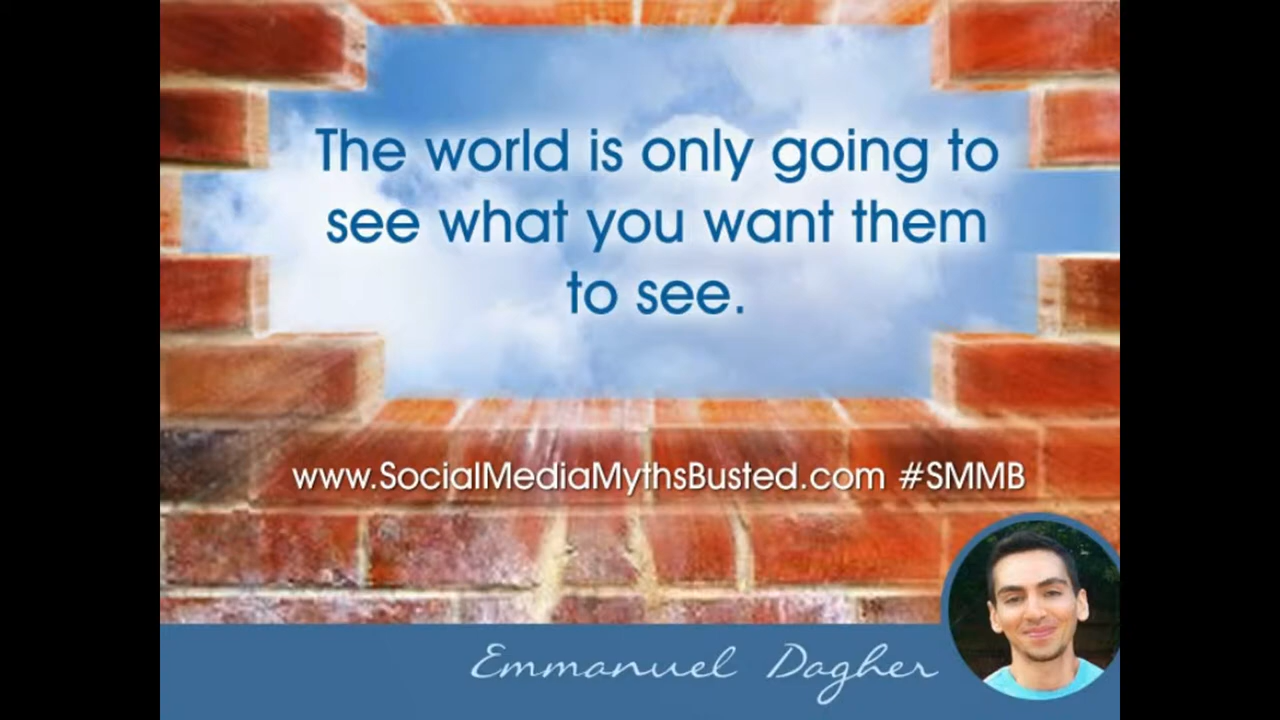 The world is only going to
see what you want them
to see.
www.SocialMediaMythsBusted.com #SMMB
Emmanuel Dagher